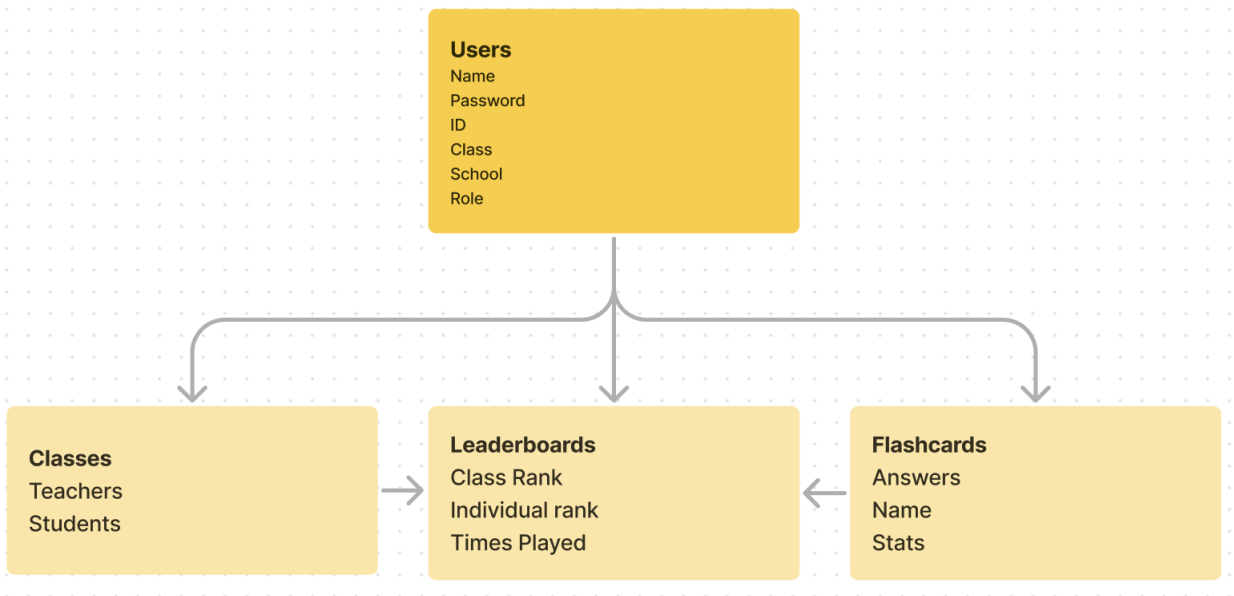 Users
Name
Password
ID
Class
School
Role
Classes
Teachers
Students
Leaderboards
Class Rank
Individual rank
Times Played
Flashcards
Answers
Name
Stats